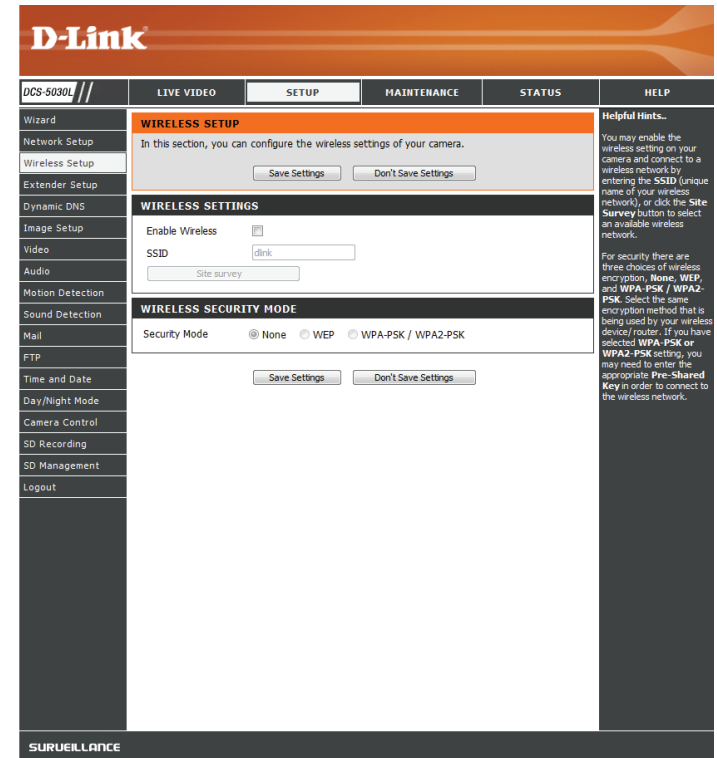 D-Link
DCS-5030L //
LIVE VIDEO
SETUP
MAINTENANCE
STATUS
HELP
Wizard
Network Setup
Wireless Setup
Extender Setup
Dynamic DNS
Image Setup
Video
Audio
Motion Detection
Sound Detection
Mail
FTP
Time and Date
Day/Night Mode
Camera Control
SD Recording
SD Management
Logout
WIRELESS SETUP
In this section, you can configure the wireless settings of your camera.
Save Settings Don't Save Settings
WIRELESS SETTINGS
Enable Wireless
SSID dlink
Site survey
WIRELESS SECURITY MODE
Security Mode None WEP WPA-PSK / WPA2-PSK
Save Settings Don't Save Settings
Helpful Hints..
You may enable the
wireless setting on your
camera and connect to a
wireless network by
entering the SSID (unique
name of your wireless
network), or click the Site
Survey button to select
an available wireless
network.
For security there are
three choices of wireless
encryption, None, WEP,
and WPA-PSK / WPA2-
PSK. Select the same
encryption method that is
being used by your wireless
device/router. If you have
selected WPA-PSK or
WPA2-PSK setting, you
may need to enter the
appropriate Pre-Shared
Key in order to connect to
the wireless network.
SURVEILLANCE